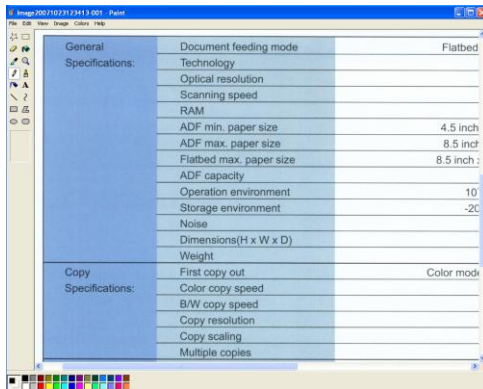 Image20071023123413-001 - Paint
File Edit View Image Colors Help
General Document feeding mode Flatbed
Specifications: Technology
Optical resolution
Scanning speed
RAM
ADF min. paper size 4.5 inch
ADF max. paper size 8.5 inch
Flatbed max. paper size 8.5 inch
ADF capacity
Operation environment 10
Storage environment -20
Noise
Dimensions(H x W x D)
Weight
Copy First copy out Color mode
Specifications: Color copy speed
B/W copy speed
Copy resolution
Copy scaling
Multiple copies